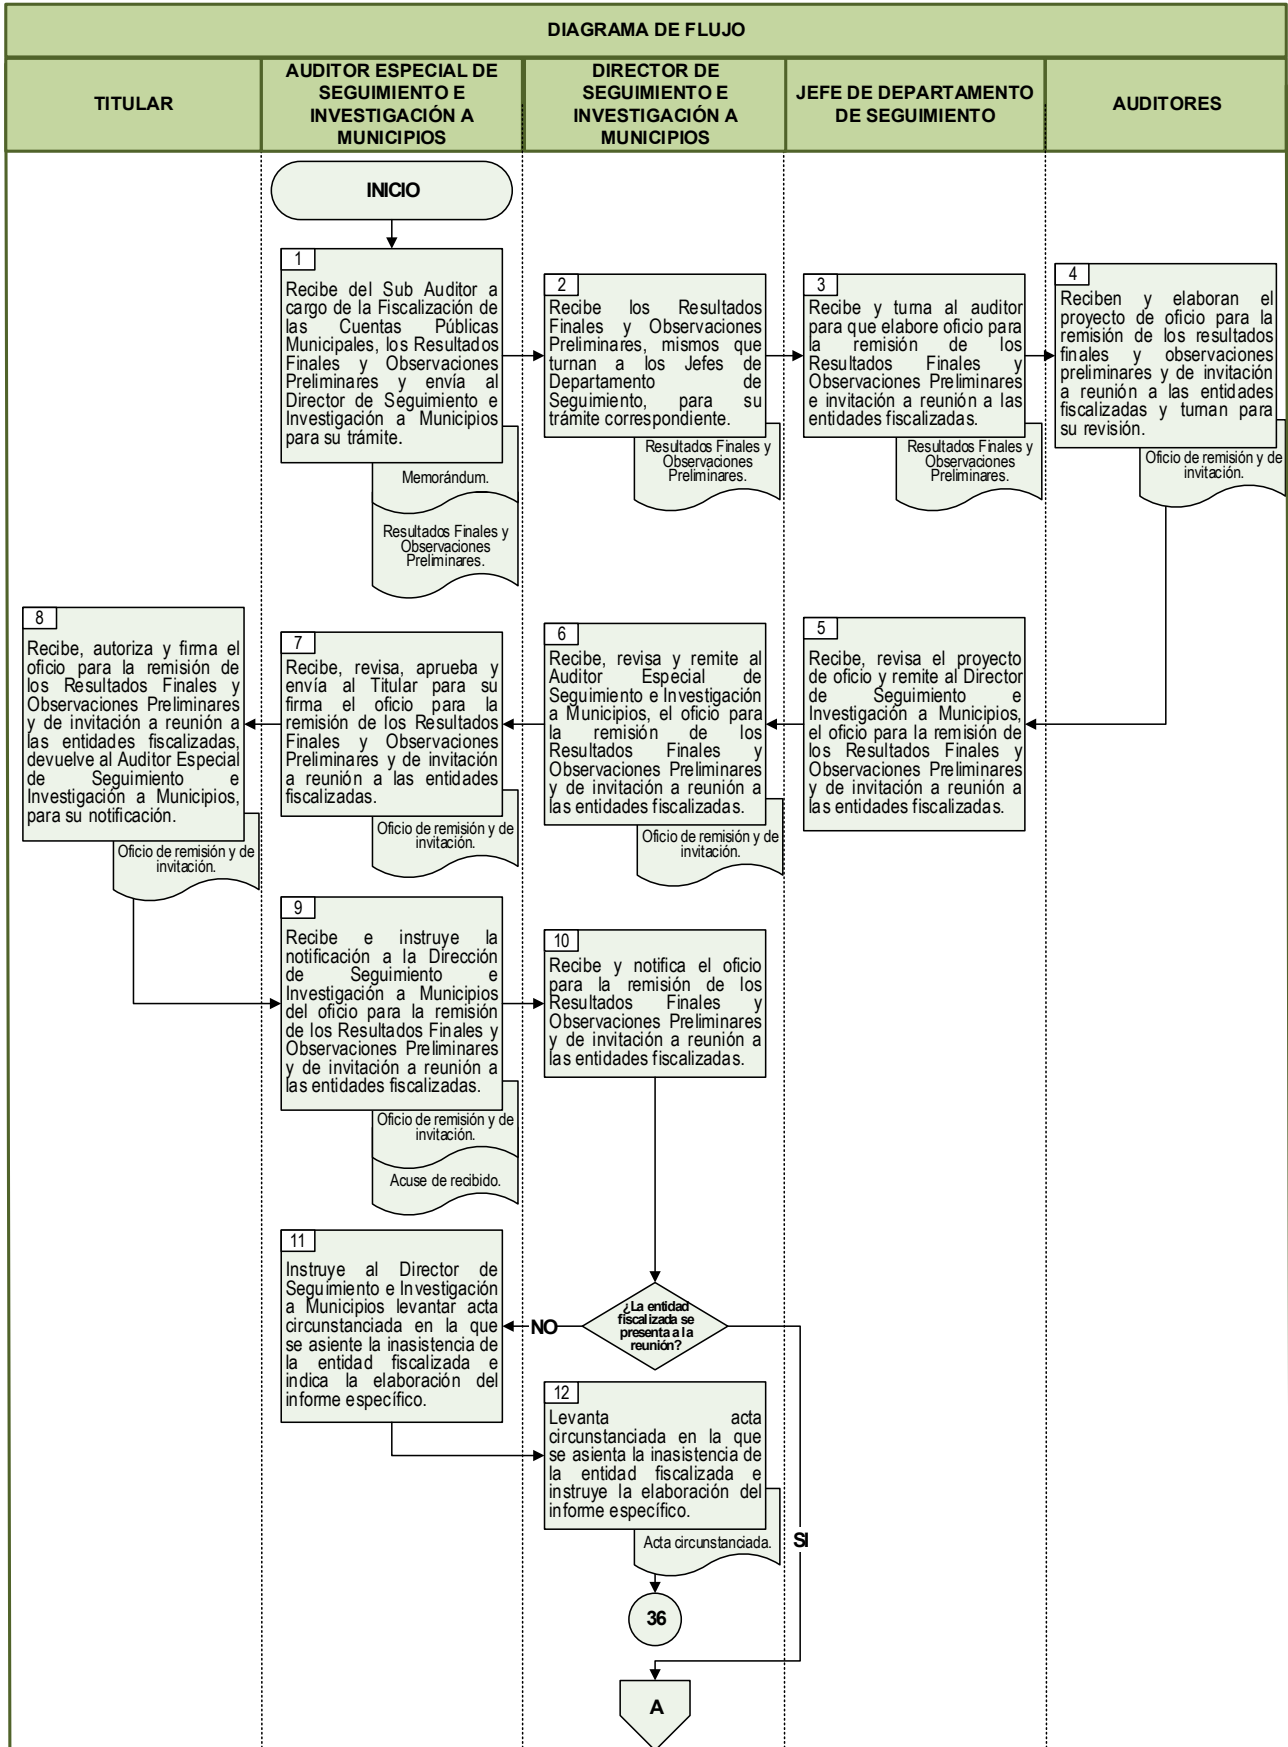 DIAGRAMA DE FLUJO
TITULAR
AUDITOR ESPECIAL DE
SEGUIMIENTO E
INVESTIGACIÓN A
MUNICIPIOS
DIRECTOR DE
SEGUIMIENTO E
INVESTIGACIÓN A
MUNICIPIOS
JEFE DE DEPARTAMENTO
DE SEGUIMIENTO
AUDITORES
INICIO
1
Recibe del Sub Auditor a
cargo de la Fiscalización de
las Cuentas Públicas
Municipales, los Resultados
Finales y Observaciones
Preliminares y envía al
Director de Seguimiento e
Investigación a Municipios
para su trámite.
Memorándum.
Resultados Finales y
Observaciones
Preliminares.
2
Recibe los Resultados
Finales y Observaciones
Preliminares, mismos que
turnan a los Jefes de
Departamento de
Seguimiento, para su
trámite correspondiente.
Resultados Finales y
Observaciones
Preliminares.
3
Recibe y turna al auditor
para que elabore oficio para
la remisión de los
Resultados Finales y
Observaciones Preliminares
e invitación a reunión a las
entidades fiscalizadas.
Resultados Finales y
Observaciones
Preliminares.
4
Reciben y elaboran el
proyecto de oficio para la
remisión de los resultados
finales y observaciones
preliminares y de invitación
a reunión a las entidades
fiscalizadas y turnan para
su revisión.
Oficio de remisión y de
invitación.
8
Recibe, autoriza y firma el
oficio para la remisión de
los Resultados Finales y
Observaciones Preliminares
y de invitación a reunión a
las entidades fiscalizadas,
devuelve al Auditor Especial
de Seguimiento e
Investigación a Municipios,
para su notificación.
Oficio de remisión y de
invitación.
7
Recibe, revisa, aprueba y
envía al Titular para su
firma el oficio para la
remisión de los Resultados
Finales y Observaciones
Preliminares y de invitación
a reunión a las entidades
fiscalizadas.
Oficio de remisión y de
invitación.
6
Recibe, revisa y remite al
Auditor Especial de
Seguimiento e Investigación
a Municipios, el oficio para
la remisión de los
Resultados Finales y
Observaciones Preliminares
y de invitación a reunión a
las entidades fiscalizadas.
Oficio de remisión y de
invitación.
5
Recibe, revisa el proyecto
de oficio y remite al Director
de Seguimiento e
Investigación a Municipios,
el oficio para la remisión de
los Resultados Finales y
Observaciones Preliminares
y de invitación a reunión a
las entidades fiscalizadas.
9
Recibe e instruye la
notificación a la Dirección
de Seguimiento e
Investigación a Municipios
del oficio para la remisión
de los Resultados Finales y
Observaciones Preliminares
y de invitación a reunión a
las entidades fiscalizadas.
Oficio de remisión y de
invitación.
Acuse de recibido.
10
Recibe y notifica el oficio
para la remisión de los
Resultados Finales y
Observaciones Preliminares
y de invitación a reunión a
las entidades fiscalizadas.
11
Instruye al Director de
Seguimiento e Investigación
a Municipios levantar acta
circunstanciada en la que
se asiente la inasistencia de
la entidad fiscalizada e
indica la elaboración del
informe específico.
NO
¿La entidad
fiscalizada se
presenta a la
reunión?
12
Levanta acta
circunstanciada en la que
se asienta la inasistencia de
la entidad fiscalizada e
instruye la elaboración del
informe específico.
Acta circunstanciada.
SI
36
A